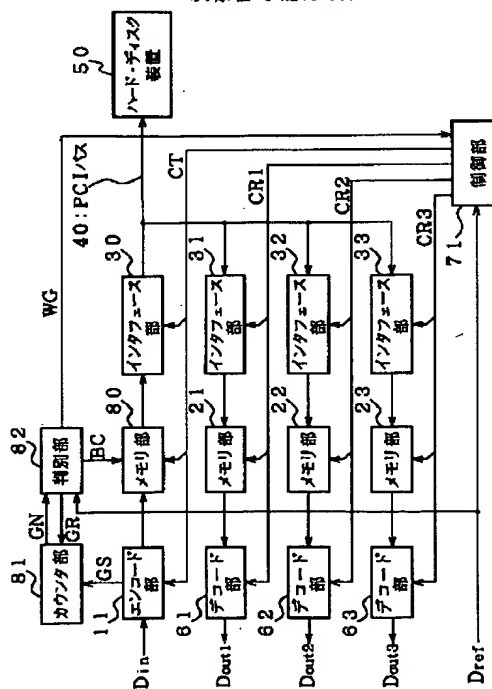 81
カウンタ部
GN
GR
82
判別部
WG
GS
BC
Din
11
エンコード部
80
メモリ部
30
インタフェース部
40:PCIバス
50
ハード・ディスク装置
CT
61
デコード部
Dout1
21
メモリ部
31
インタフェース部
CR1
62
デコード部
Dout2
22
メモリ部
32
インタフェース部
CR2
63
デコード部
Dout3
23
メモリ部
33
インタフェース部
CR3
71
制御部
Dref